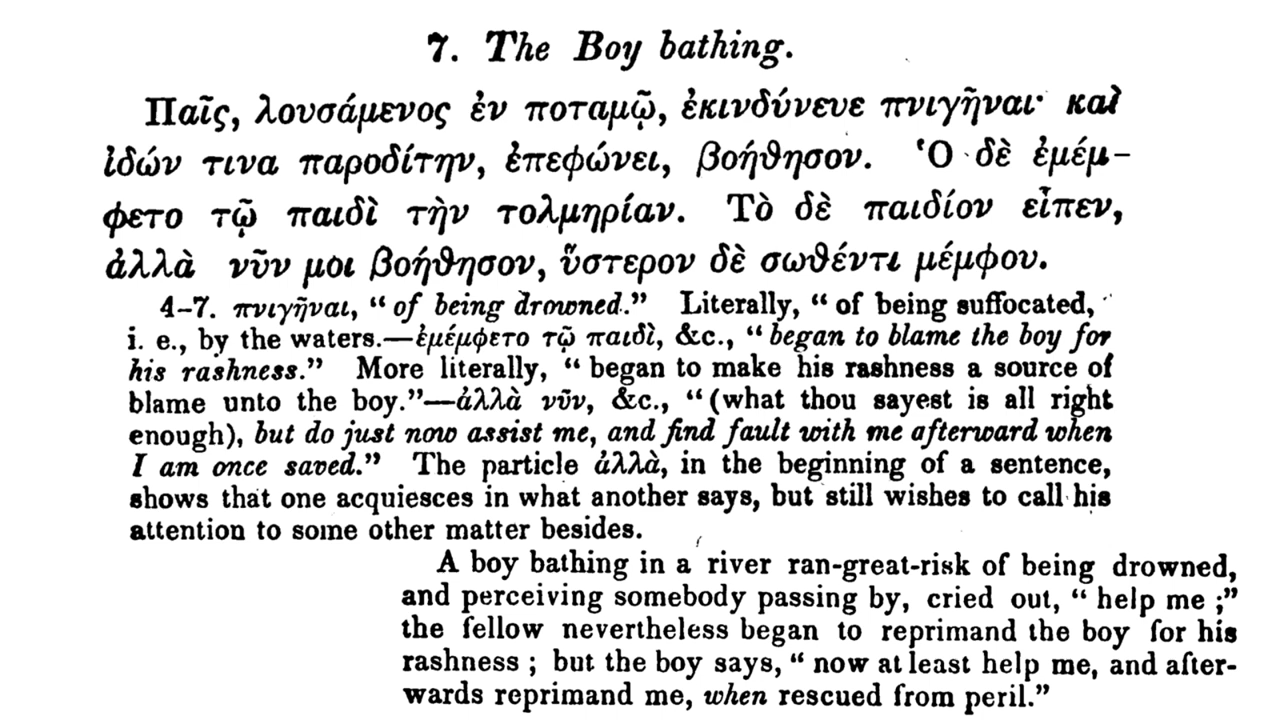 7. The Boy bathing.
Παῖς, λουσάμενος ἐν ποταμῷ, ἐκινδύνευε πνιγῆναι· καὶ
ἰδών τινα παροδίτην, ἐπεφώνει, βοήθησον. Ὁ δὲ ἐμέμ-
φετο τῷ παιδὶ τὴν τολμηρίαν. Τὸ δὲ παιδίον εἶπεν,
ἀλλὰ νῦν μοι βοήθησον, ὕστερον δὲ σωθέντι μέμφου.
4-7. πνιγῆναι, “of being drowned.” Literally, “of being suffocated,
i. e., by the waters.—ἐμέμφετο τῷ παιδὶ, &c., “began to blame the boy for
his rashness.” More literally, “began to make his rashness a source of
blame unto the boy.”—ἀλλὰ νῦν, &c., “(what thou sayest is all right
enough), but do just now assist me, and find fault with me afterward when
I am once saved.” The particle ἀλλὰ, in the beginning of a sentence,
shows that one acquiesces in what another says, but still wishes to call his
attention to some other matter besides.
A boy bathing in a river ran-great-risk of being drowned,
and perceiving somebody passing by, cried out, “help me ;”
the fellow nevertheless began to reprimand the boy for his
rashness ; but the boy says, “now at least help me, and after-
wards reprimand me, when rescued from peril.”